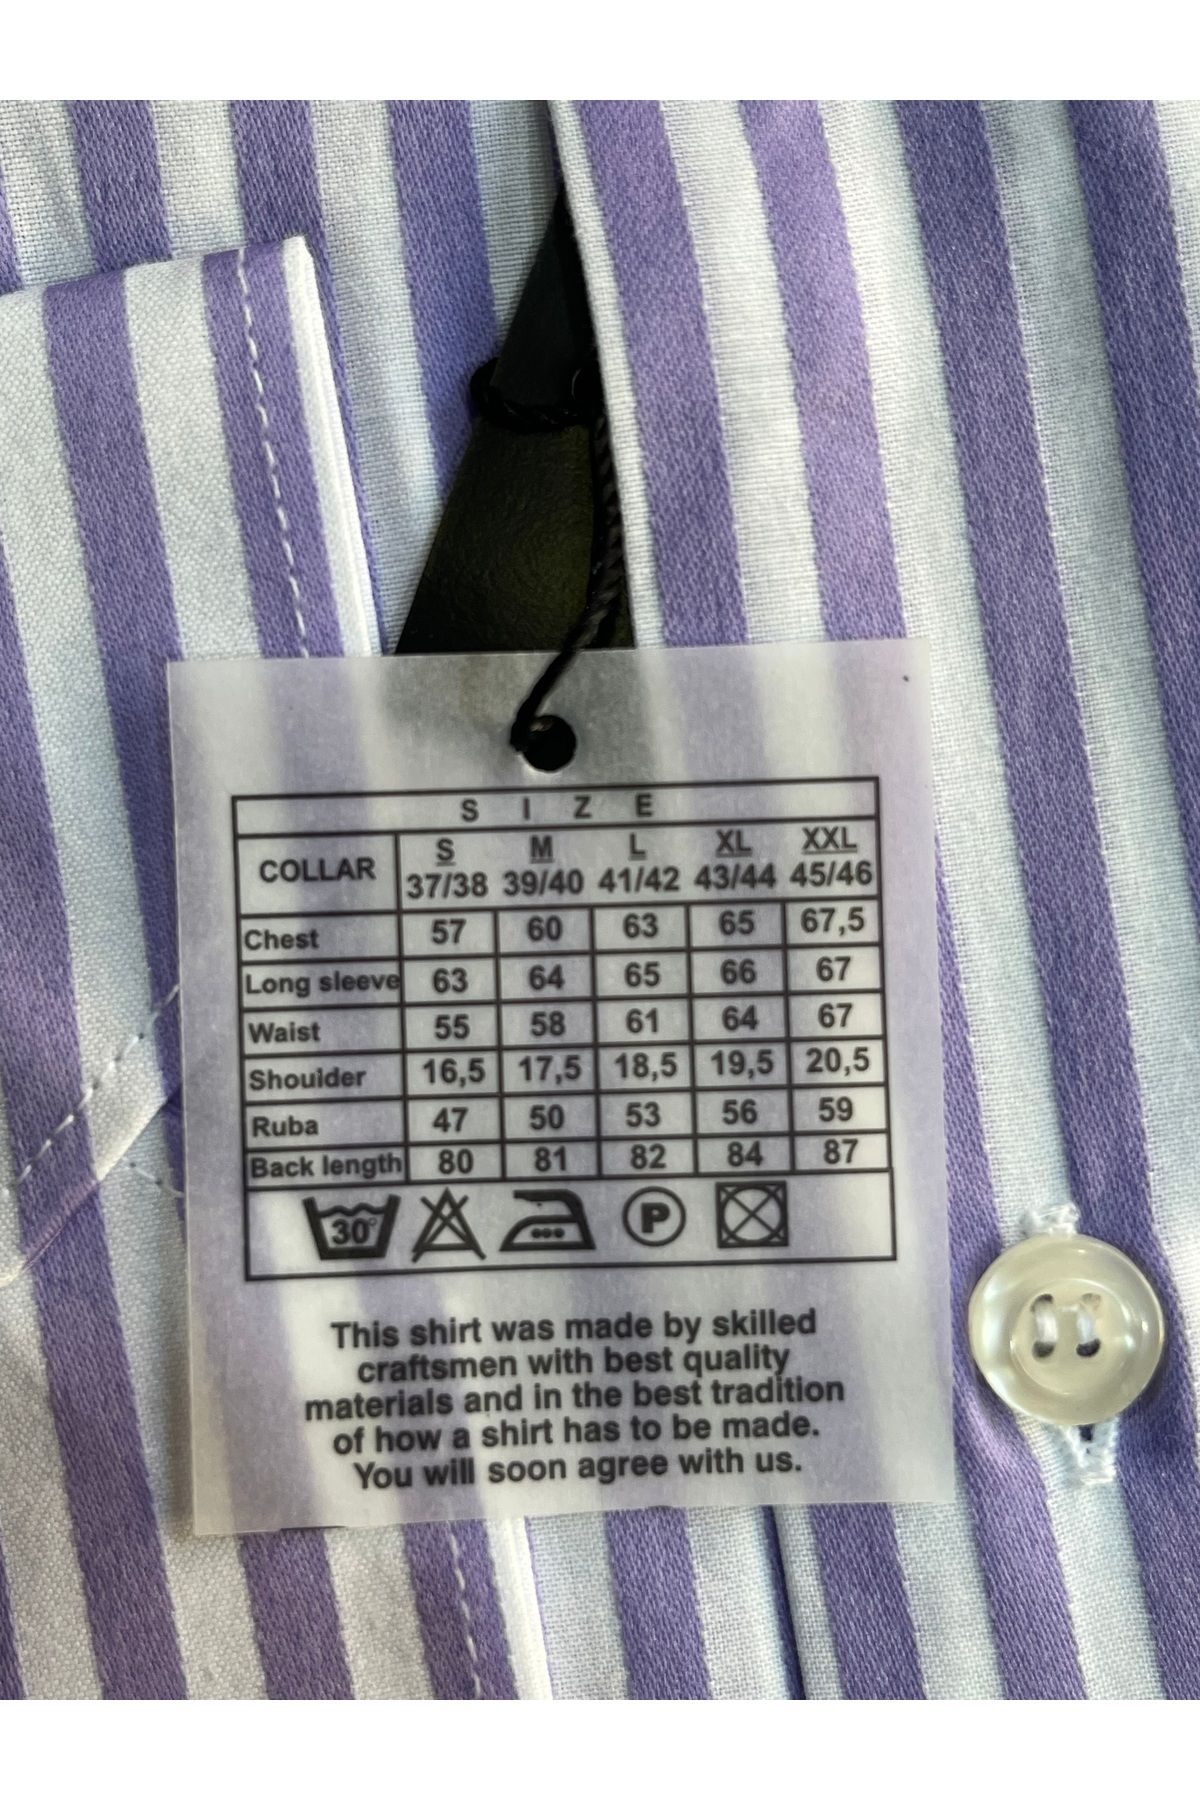 S I Z E
COLLAR S M L XL XXL
37/38 39/40 41/42 43/44 45/46
Chest 57 60 63 65 67,5
Long sleeve 63 64 65 66 67
Waist 55 58 61 64 67
Shoulder 16,5 17,5 18,5 19,5 20,5
Ruba 47 50 53 56 59
Back length 80 81 82 84 87
30° P
This shirt was made by skilled
craftsmen with best quality
materials and in the best tradition
of how a shirt has to be made.
You will soon agree with us.